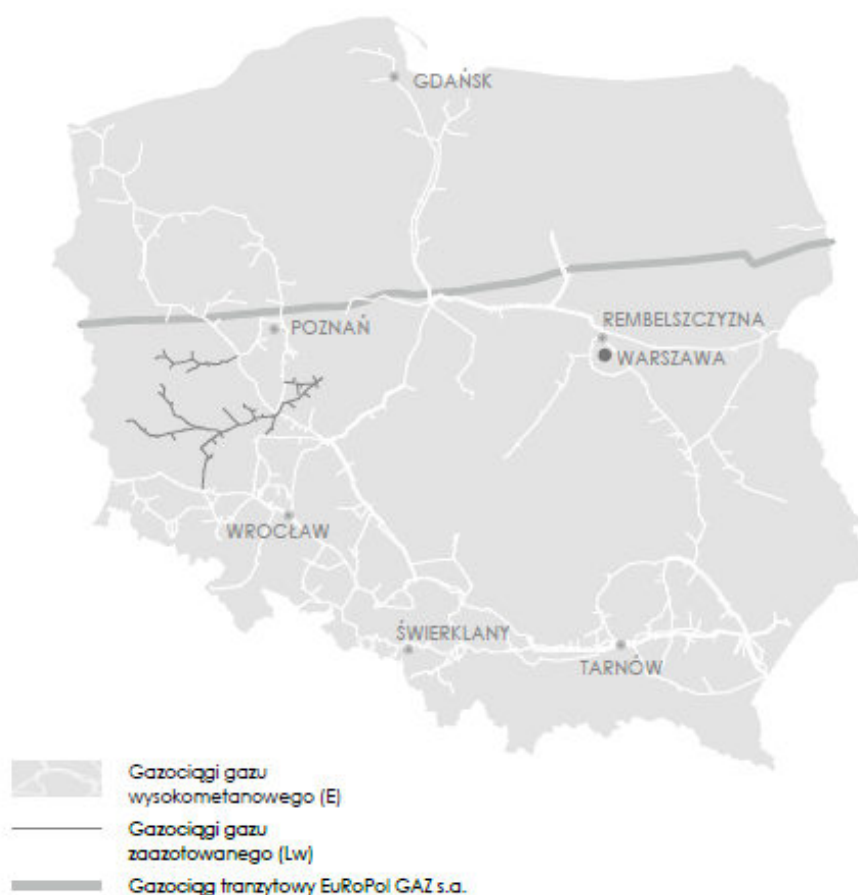 GDAŃSK
POZNAŃ
REMBELSZCZYZNA
WARSZAWA
WROCŁAW
ŚWIERKLANY
TARNÓW
Gazociągi gazu
wysokometanowego (E)
Gazociągi gazu
zaazotowanego (Lw)
Gazociąg tranzytowy EuRoPol GAZ s.a.